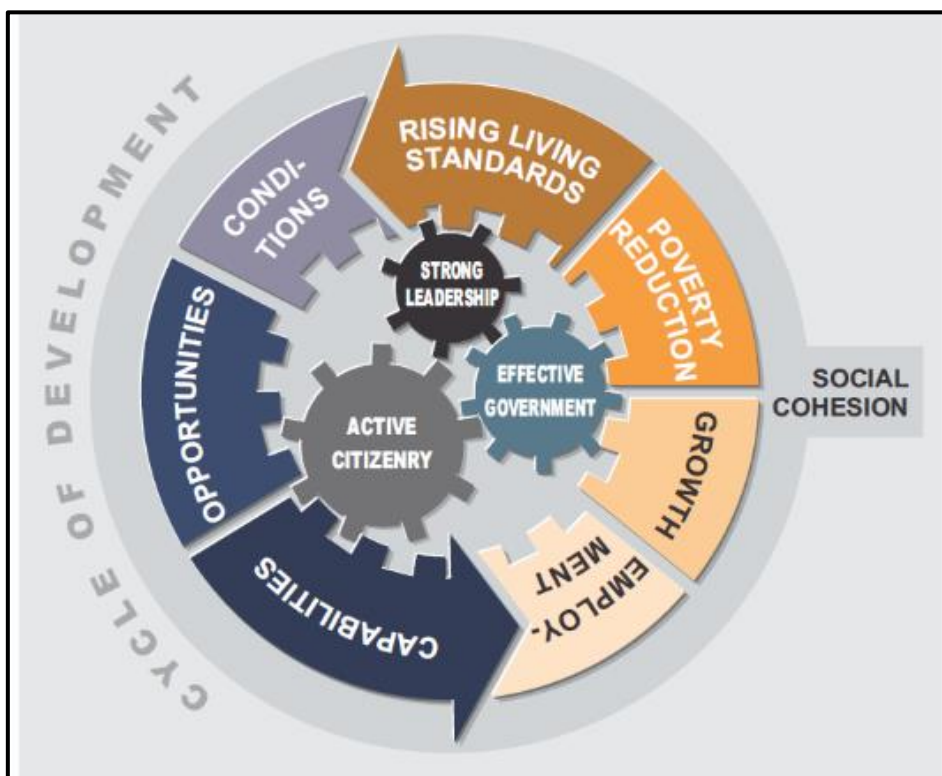 CYCLE OF DEVELOPMENT
RISING LIVING
STANDARDS
POVERTY
REDUCTION
GROWTH
EMPLOY-
MENT
CAPABILITIES
OPPORTUNITIES
CONDI-
TIONS
STRONG
LEADERSHIP
EFFECTIVE
GOVERNMENT
ACTIVE
CITIZENRY
SOCIAL
COHESION